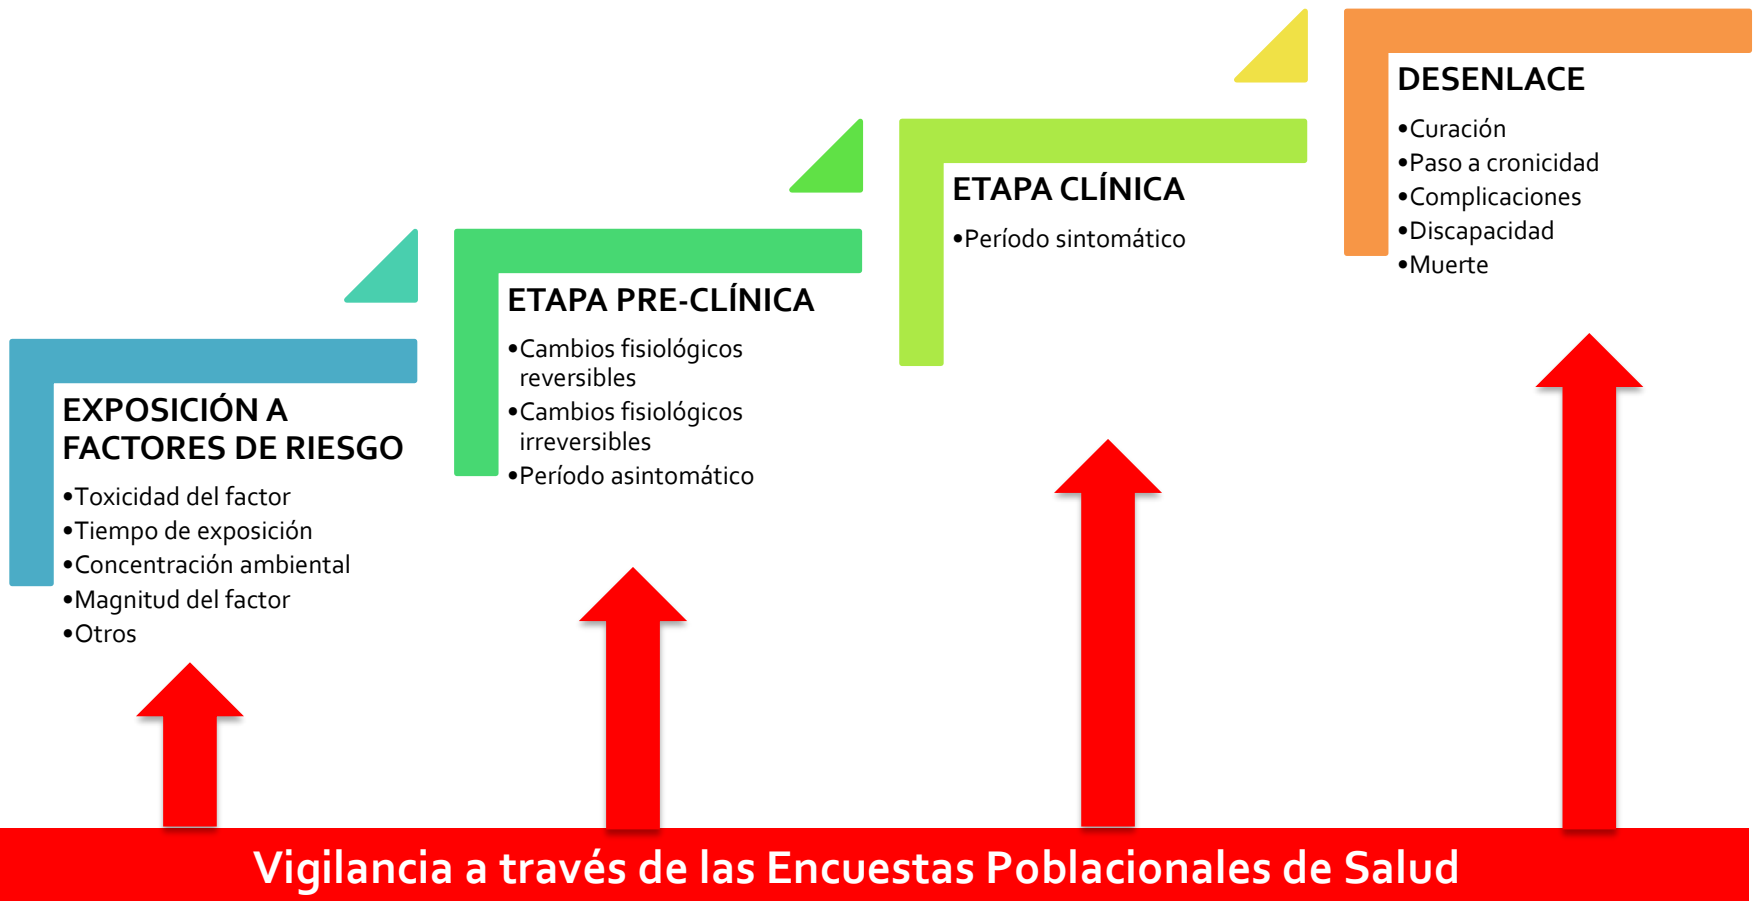 EXPOSICIÓN A
FACTORES DE RIESGO
•Toxicidad del factor
•Tiempo de exposición
•Concentración ambiental
•Magnitud del factor
•Otros
ETAPA PRE-CLÍNICA
•Cambios fisiológicos
reversibles
•Cambios fisiológicos
irreversibles
•Período asintomático
ETAPA CLÍNICA
•Período sintomático
DESENLACE
•Curación
•Paso a cronicidad
•Complicaciones
•Discapacidad
•Muerte
Vigilancia a través de las Encuestas Poblacionales de Salud